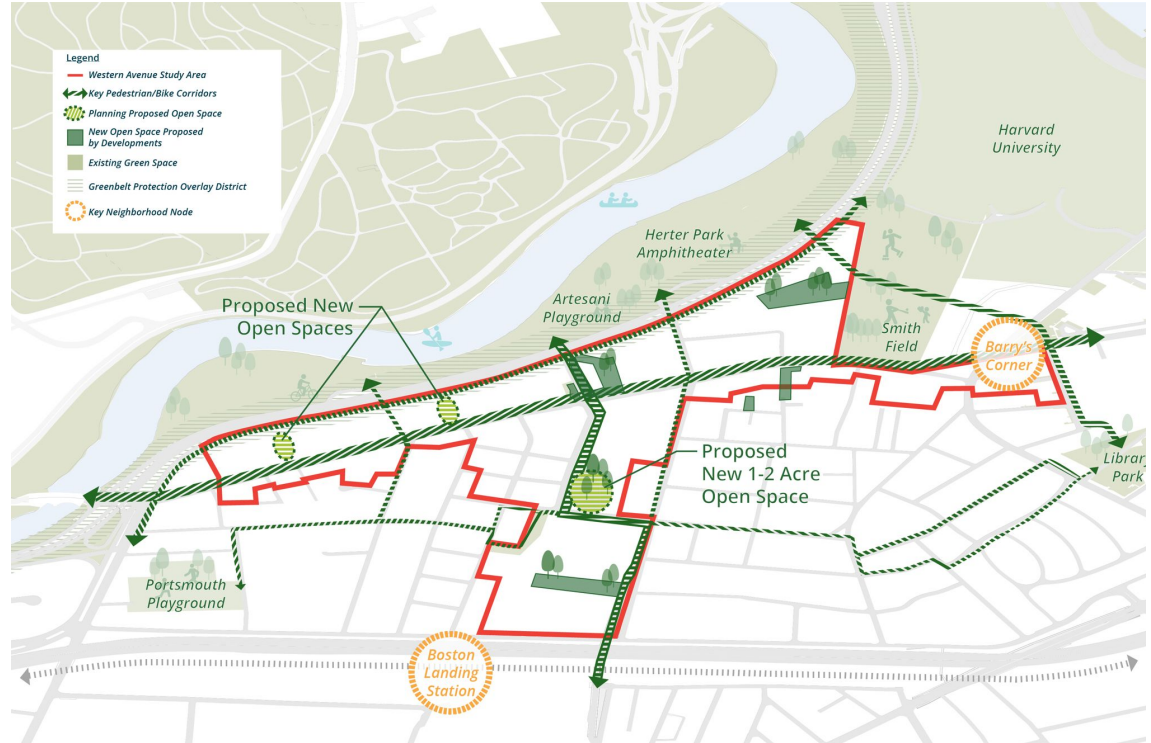 Legend
Western Avenue Study Area
Key Pedestrian/Bike Corridors
Planning Proposed Open Space
New Open Space Proposed
by Developments
Existing Green Space
Greenbelt Protection Overlay District
Key Neighborhood Node
Harvard
University
Herter Park
Amphitheater
Artesani
Playground
Proposed New
Open Spaces
Smith
Field
Barry's
Corner
Proposed
New 1-2 Acre
Open Space
Library
Park
Portsmouth
Playground
Boston
Landing
Station